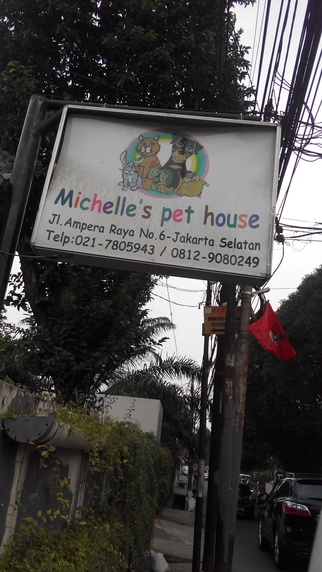 Michelle's pet house
Jl.Ampera Raya No.6-Jakarta Selatan
Telp:021-7805943 / 0812-9080249